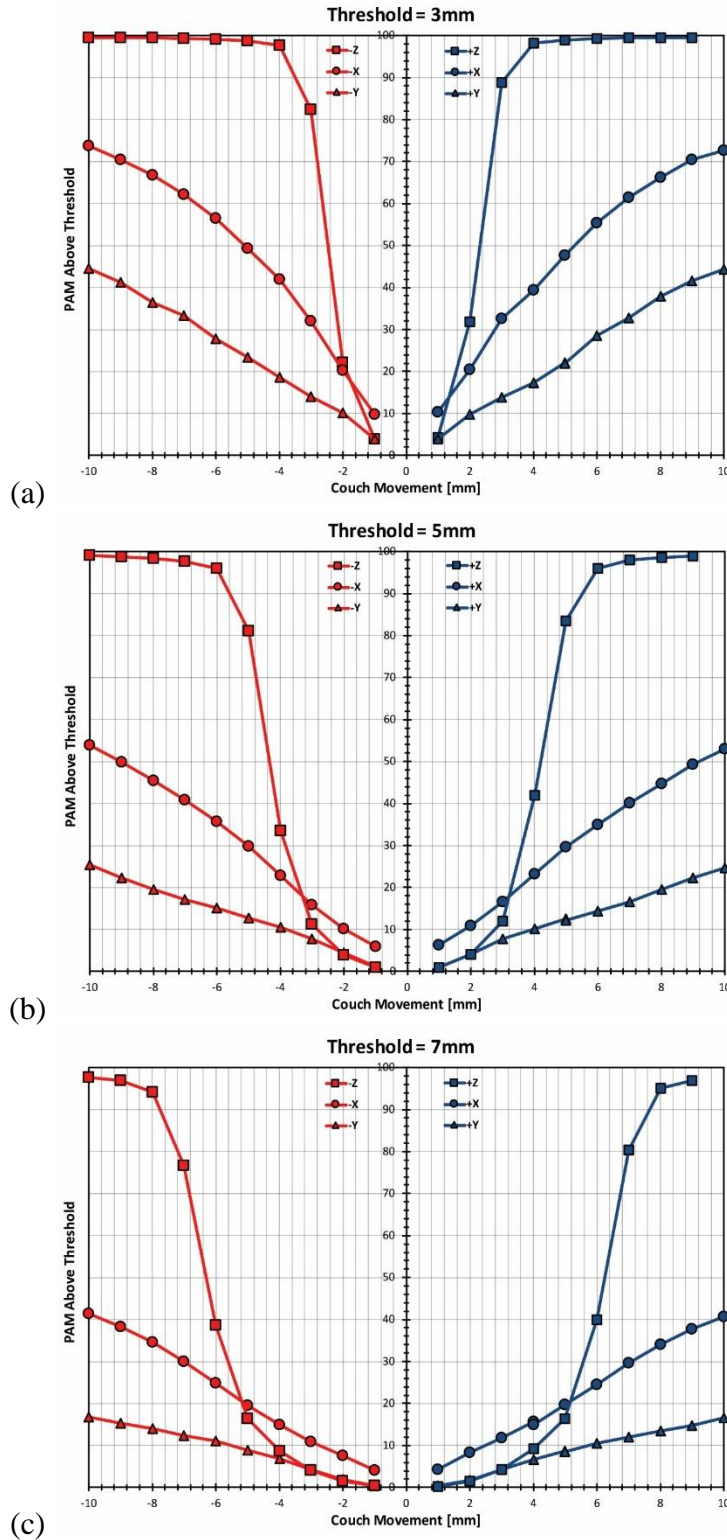 Threshold = 3mm
-Z
-X
-Y
+Z
+X
+Y
PAM Above Threshold
100
90
80
70
60
50
40
30
20
10
0
-10 -8 -6 -4 -2 0 2 4 6 8 10
Couch Movement [mm]
(a)
Threshold = 5mm
-Z
-X
-Y
+Z
+X
+Y
PAM Above Threshold
100
90
80
70
60
50
40
30
20
10
0
-10 -8 -6 -4 -2 0 2 4 6 8 10
Couch Movement [mm]
(b)
Threshold = 7mm
-Z
-X
-Y
+Z
+X
+Y
PAM Above Threshold
100
90
80
70
60
50
40
30
20
10
0
-10 -8 -6 -4 -2 0 2 4 6 8 10
Couch Movement [mm]
(c)